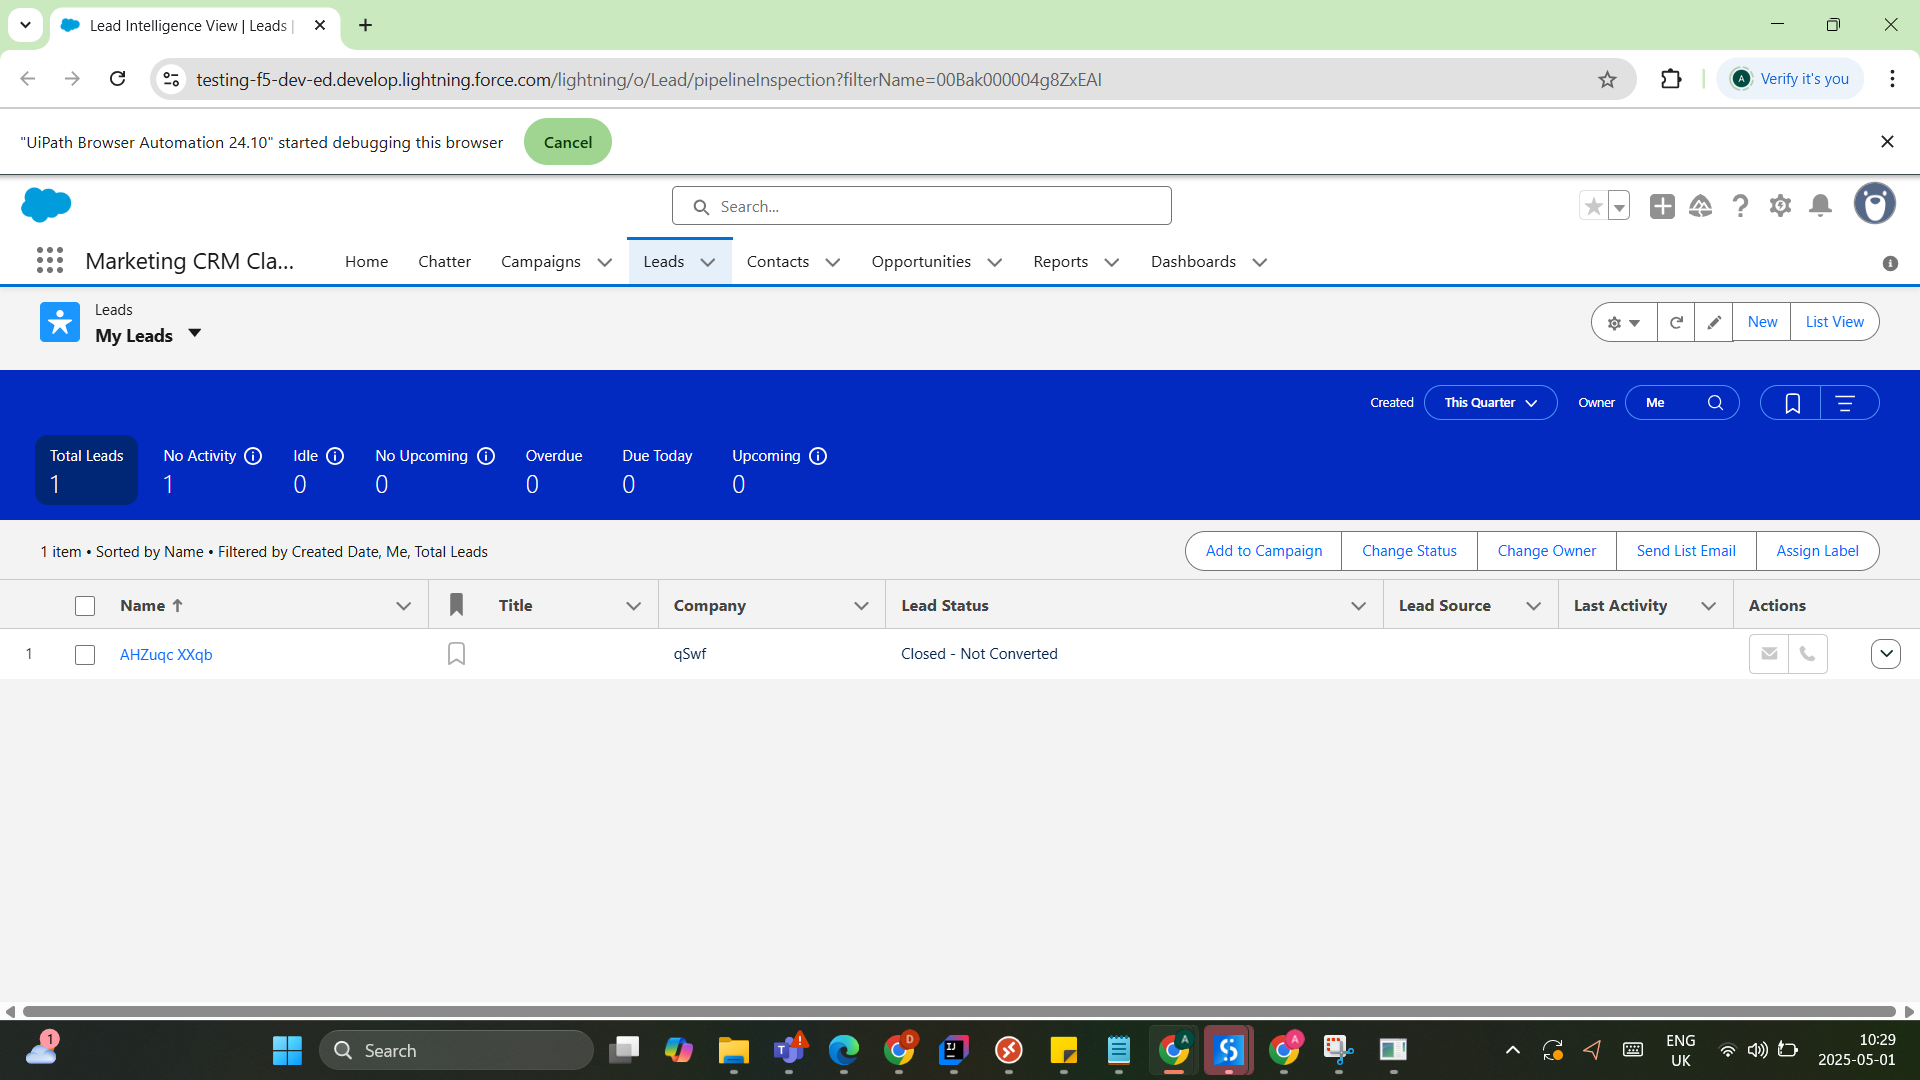 Lead Intelligence View | Leads |
testing-f5-dev-ed.develop.lightning.force.com/lightning/o/Lead/pipelineInspection?filterName=00Bak000004g8ZxEAI
A Verify it's you
"UiPath Browser Automation 24.10" started debugging this browser Cancel
Search...
Marketing CRM Cla... Home Chatter Campaigns Leads Contacts Opportunities Reports Dashboards
Leads
My Leads
New List View
Created This Quarter Owner Me
Total Leads No Activity Idle No Upcoming Overdue Due Today Upcoming
1 1 0 0 0 0 0
1 item • Sorted by Name • Filtered by Created Date, Me, Total Leads
Add to Campaign Change Status Change Owner Send List Email Assign Label
Name Title Company Lead Status Lead Source Last Activity Actions
1 AHZuqc XXqb qSwf Closed - Not Converted
1
Search
D
IJ
A
A
ENG
UK
10:29
2025-05-01